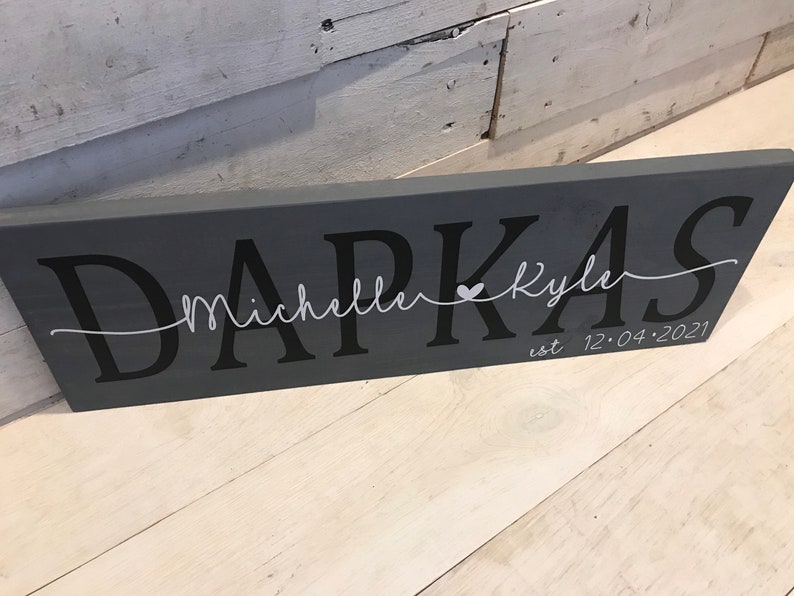 DAPKAS
Michelle ♥ Kyle
est 12•04•2021